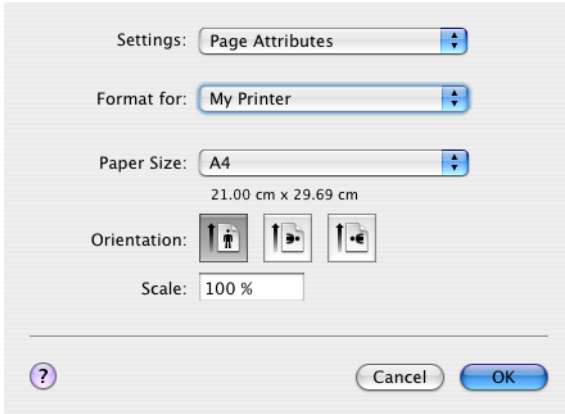 Settings: Page Attributes
Format for: My Printer
Paper Size: A4
21.00 cm x 29.69 cm
Orientation:
Scale: 100 %
? Cancel OK